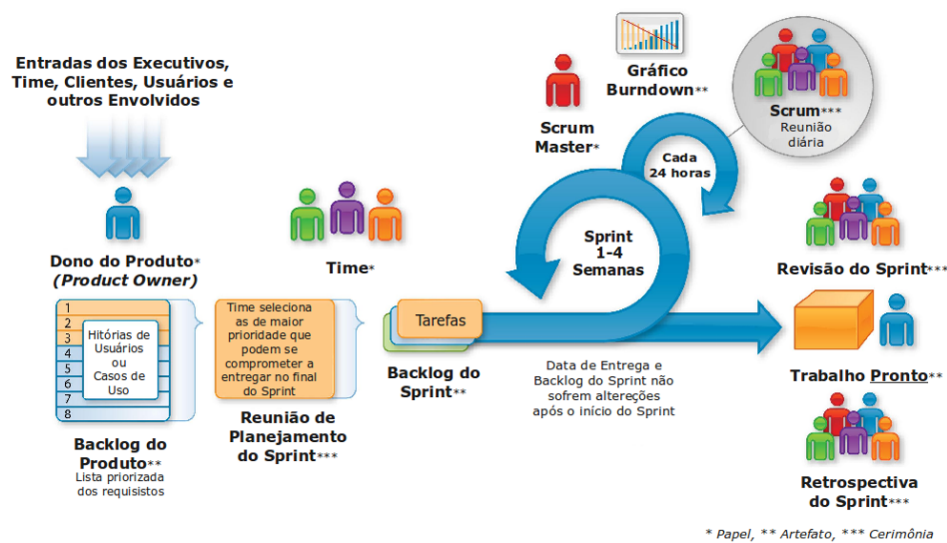 Entradas dos Executivos,
Time, Clientes, Usuários e
outros Envolvidos
Dono do Produto*
(Product Owner)
1
2
3
4
5
6
7
8
Hitórias de
Usuários
ou
Casos de
Uso
Backlog do
Produto**
Lista priorizada
dos requisistos
Time*
Time seleciona
as de maior
prioridade que
podem se
comprometer a
entregar no final
do Sprint
Reunião de
Planejamento
do Sprint***
Tarefas
Backlog do
Sprint**
Scrum
Master*
Gráfico
Burndown**
Cada
24 horas
Sprint
1-4
Semanas
Data de Entrega e
Backlog do Sprint não
sofrem altereções
após o início do Sprint
Scrum***
Reunião
diária
Revisão do Sprint***
Trabalho Pronto**
Retrospectiva
do Sprint***
* Papel, ** Artefato, *** Cerimônia